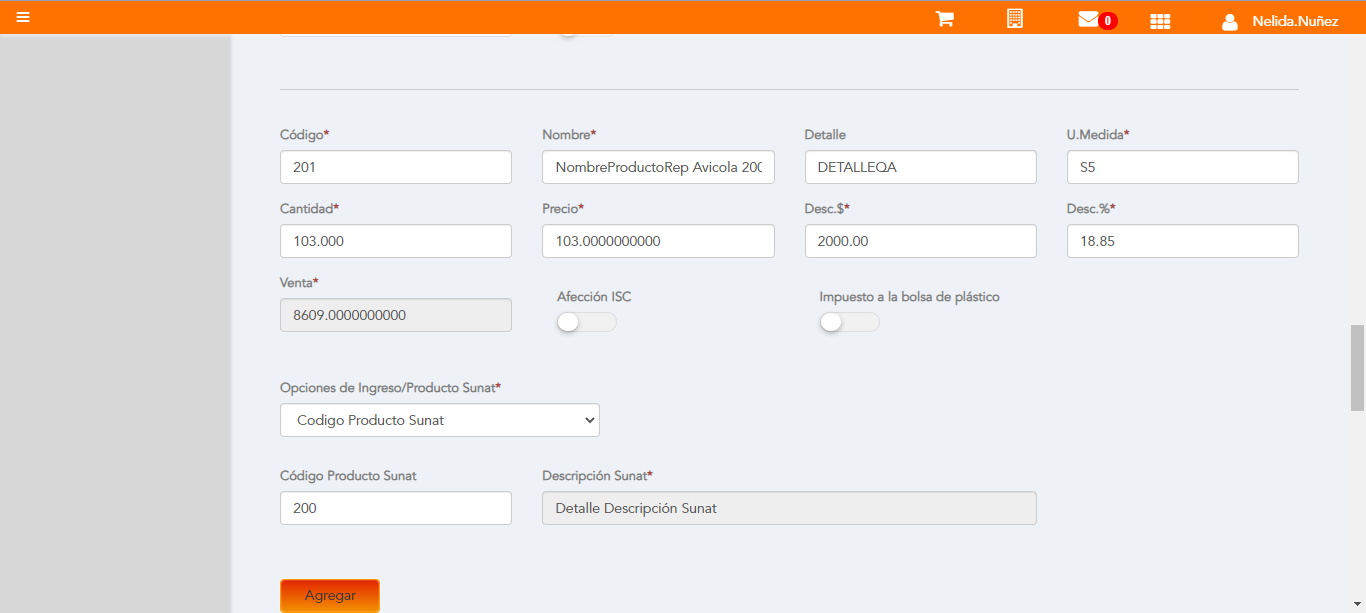 0 Nelida.Nuñez
Código* Nombre* Detalle U.Medida*
201 NombreProductoRep Avicola 200 DETALLEQA S5
Cantidad* Precio* Desc.$* Desc.%*
103.000 103.0000000000 2000.00 18.85
Venta* Afección ISC Impuesto a la bolsa de plástico
8609.0000000000
Opciones de Ingreso/Producto Sunat*
Codigo Producto Sunat
Código Producto Sunat Descripción Sunat*
200 Detalle Descripción Sunat
Agregar